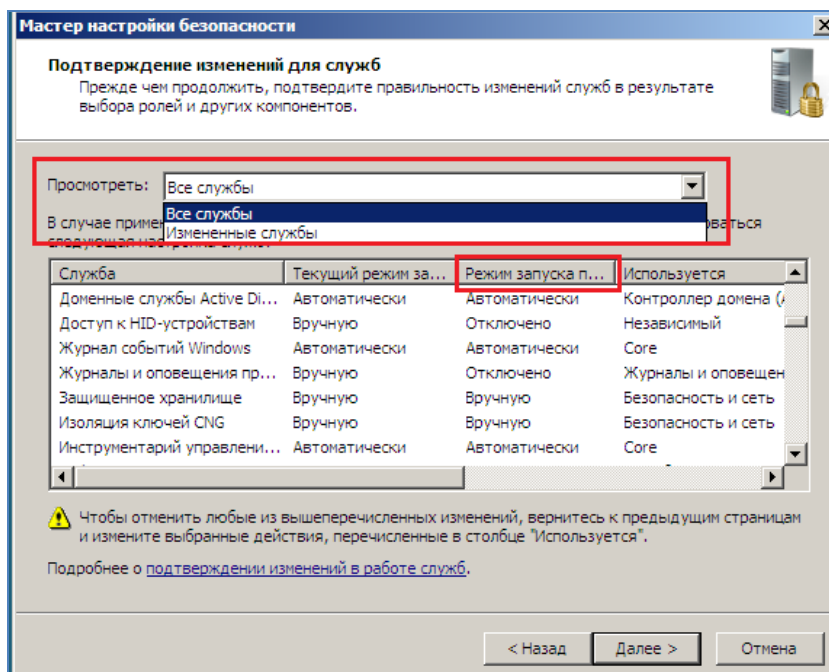 Мастер настройки безопасности
Подтверждение изменений для служб
Прежде чем продолжить, подтвердите правильность изменений служб в результате
выбора ролей и других компонентов.
Просмотреть: Все службы
Все службы
В случае оваться
Измененные службы
Служба Текущий режим за... Режим запуска п... Используется
Доменные службы Active Di... Автоматически Автоматически Контроллер домена (
Доступ к HID-устройствам Вручную Отключено Независимый
Журнал событий Windows Автоматически Автоматически Core
Журналы и оповещения пр... Вручную Отключено Журналы и оповещен
Защищенное хранилище Вручную Вручную Безопасность и сеть
Изоляция ключей CNG Вручную Вручную Безопасность и сеть
Инструментарий управлени... Автоматически Автоматически Core
Чтобы отменить любые из вышеперечисленных изменений, вернитесь к предыдущим страницам
и измените выбранные действия, перечисленные в столбце "Используется".
Подробнее о подтверждении изменений в работе служб.
< Назад Далее > Отмена